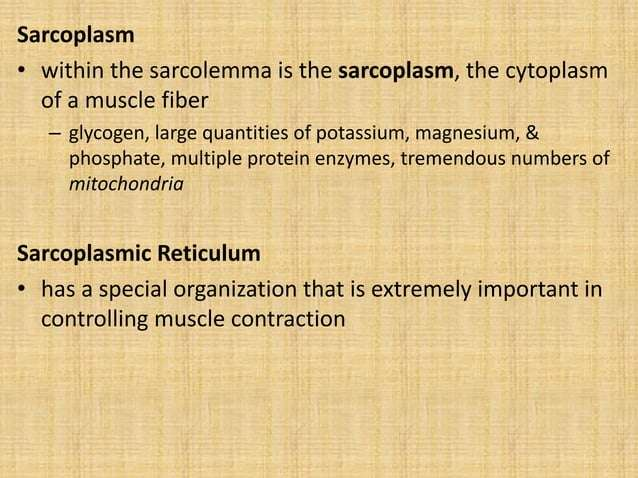 Sarcoplasm
• within the sarcolemma is the sarcoplasm, the cytoplasm
of a muscle fiber
– glycogen, large quantities of potassium, magnesium, &
phosphate, multiple protein enzymes, tremendous numbers of
mitochondria
Sarcoplasmic Reticulum
• has a special organization that is extremely important in
controlling muscle contraction